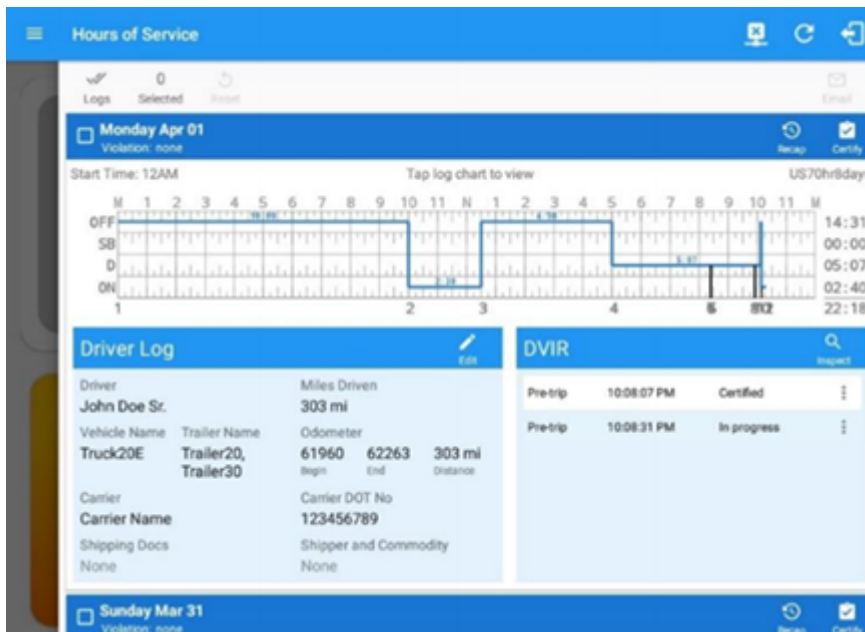 Hours of Service
Logs 0 Selected Reset Email
Monday Apr 01
Violation: none
Recap Certify
Start Time: 12AM Tap log chart to view US70hr8day
M 1 2 3 4 5 6 7 8 9 10 11 N 1 2 3 4 5 6 7 8 9 10 11 M
OFF 14:31
SB 00:00
D 05:07
ON 02:40
1 2 3 4 22:18
Driver Log Edit
Driver Miles Driven
John Doe Sr. 303 mi
Vehicle Name Trailer Name Odometer
Truck20E Trailer20, Trailer30 61960 62263 303 mi
Begin End Distance
Carrier Carrier DOT No
Carrier Name 123456789
Shipping Docs Shipper and Commodity
None None
DVIR Inspect
Pre-trip 10:08:07 PM Certified
Pre-trip 10:08:31 PM In progress
Sunday Mar 31
Violation: none
Recap Certify